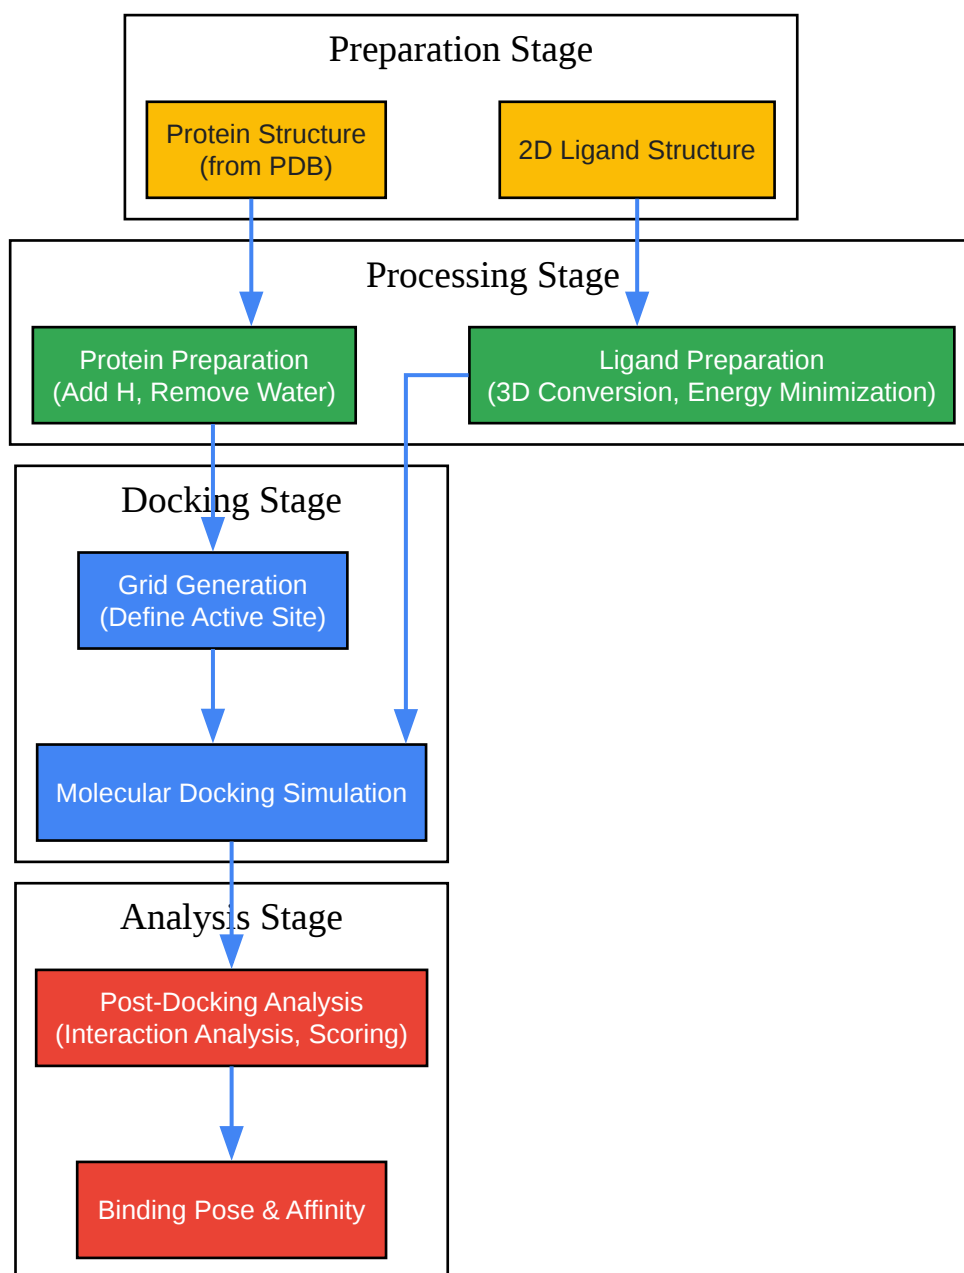 Preparation Stage
Protein Structure
(from PDB)
2D Ligand Structure
Processing Stage
Protein Preparation
(Add H, Remove Water)
Ligand Preparation
(3D Conversion, Energy Minimization)
Docking Stage
Grid Generation
(Define Active Site)
Molecular Docking Simulation
Analysis Stage
Post-Docking Analysis
(Interaction Analysis, Scoring)
Binding Pose & Affinity